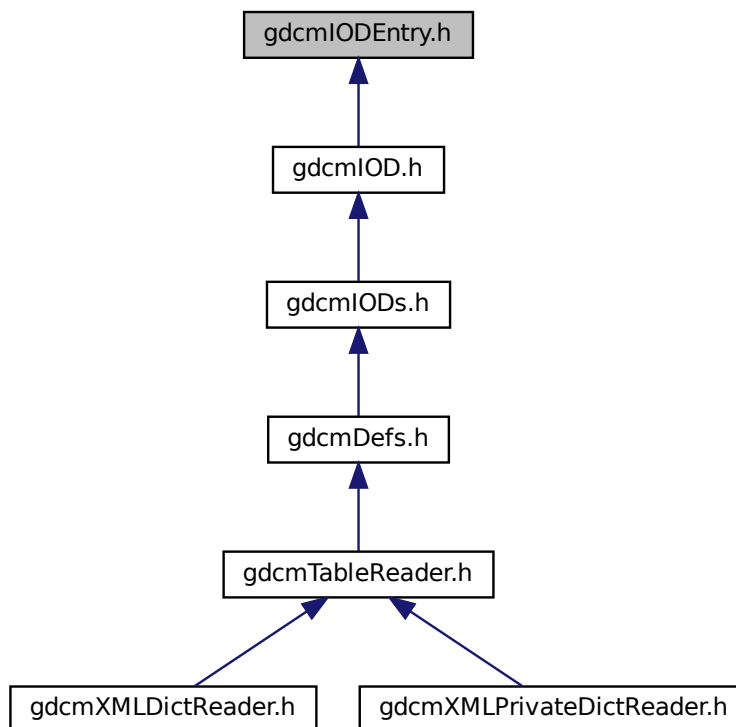 gdcmIODEntry.h
gdcmIOD.h
gdcmIODs.h
gdcmDefs.h
gdcmTableReader.h
gdcmXMLDictReader.h
gdcmXMLPrivateDictReader.h